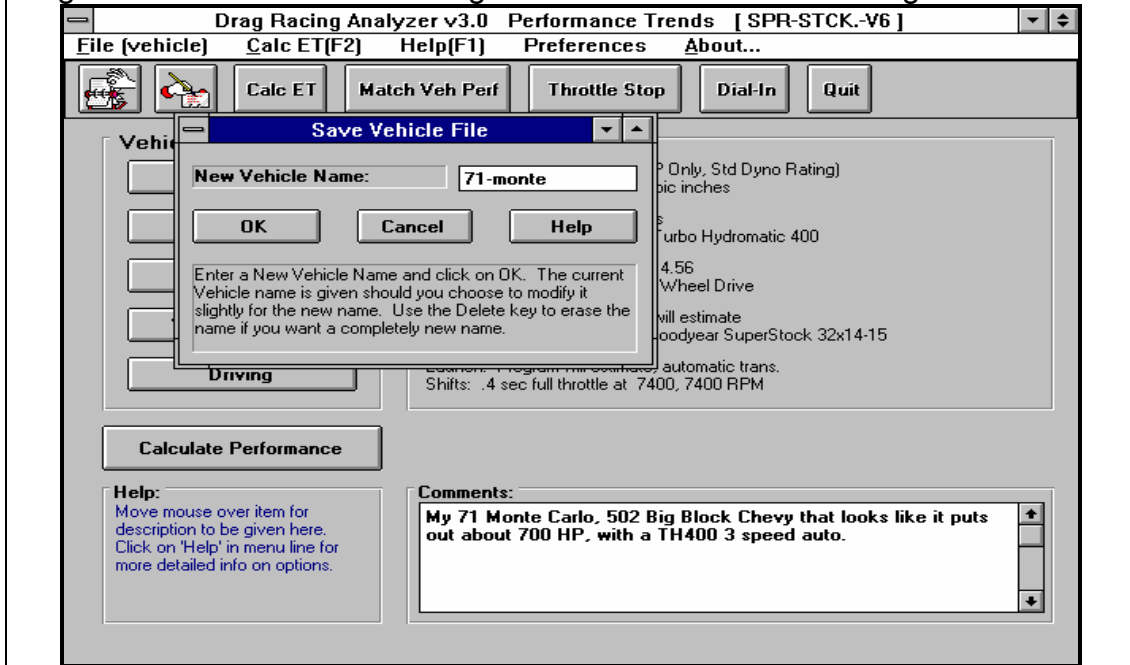 Drag Racing Analyzer v3.0 Performance Trends [ SPR-STCK.-V6 ]
File (vehicle) Calc ET(F2) Help(F1) Preferences About...
Calc ET Match Veh Perf Throttle Stop Dial-In Quit
Save Vehicle File
New Vehicle Name: 71-monte
OK Cancel Help
Enter a New Vehicle Name and click on OK. The current
Vehicle name is given should you choose to modify it
slightly for the new name. Use the Delete
key to erase the
name if you want a completely new name.
Only, Std Dyno Rating)
inches
Hydromatic 400
4.56
Wheel Drive
estimate
SuperStock 32x14-15
automatic trans.
Shifts: .4 sec full throttle at 7400, 7400 RPM
Driving
Calculate Performance
Help:
Move mouse over item for
description to be given here.
Click on 'Help' in menu line for
more detailed info on options.
Comments:
My 71 Monte Carlo, 502 Big Block Chevy that looks like it puts
out about 700 HP, with a TH400 3 speed auto.